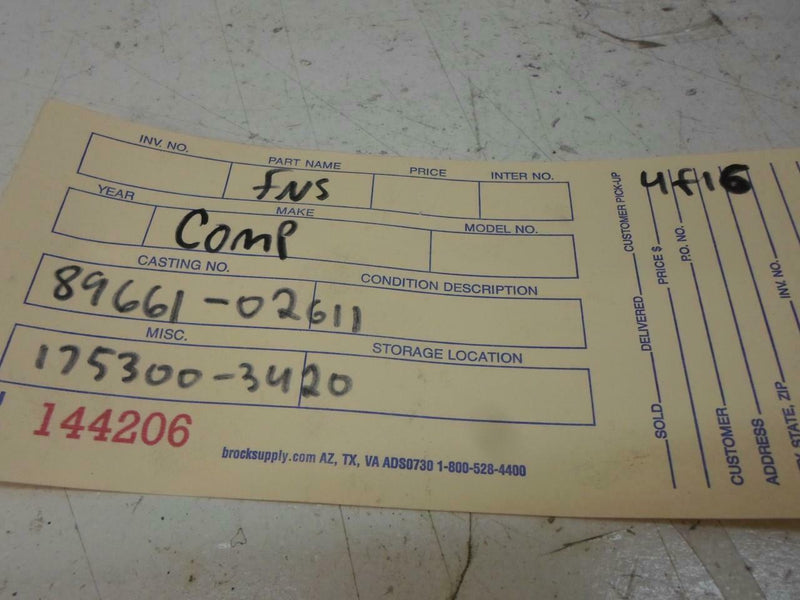 INV. NO. PART NAME PRICE INTER NO.
FNS
YEAR MAKE MODEL NO.
Comp
CASTING NO. CONDITION DESCRIPTION
89661-02611
MISC. STORAGE LOCATION
175300-3420
144206
brocksupply.com AZ, TX, VA ADS0730 1-800-528-4400
SOLD DELIVERED CUSTOMER PICK-UP
PRICE $
P.O. NO.
4f16
CUSTOMER
ADDRESS
INV. NO.
STATE, ZIP